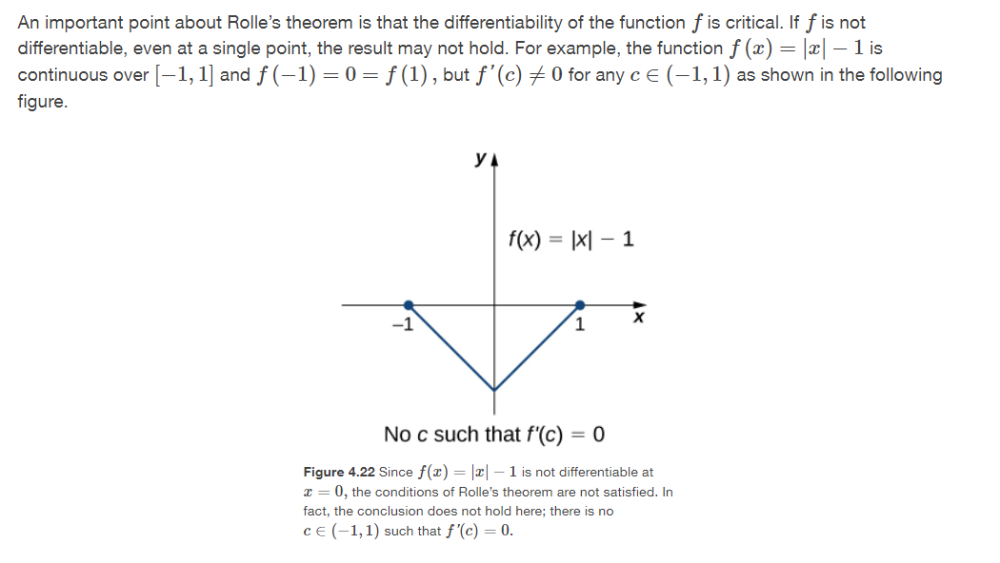 An important point about Rolle's theorem is that the differentiability of the function f is critical. If f is not
differentiable, even at a single point, the result may not hold. For example, the function f (x) = |x| − 1 is
continuous over [−1, 1] and f (−1) = 0 = f (1), but f′(c) ≠ 0 for any c ∈ (−1, 1) as shown in the following
figure.
y
f(x) = |x| − 1
−1
1
x
No c such that f′(c) = 0
Figure 4.22 Since f(x) = |x| − 1 is not differentiable at
x = 0, the conditions of Rolle's theorem are not satisfied. In
fact, the conclusion does not hold here; there is no
c ∈ (−1, 1) such that f′(c) = 0.